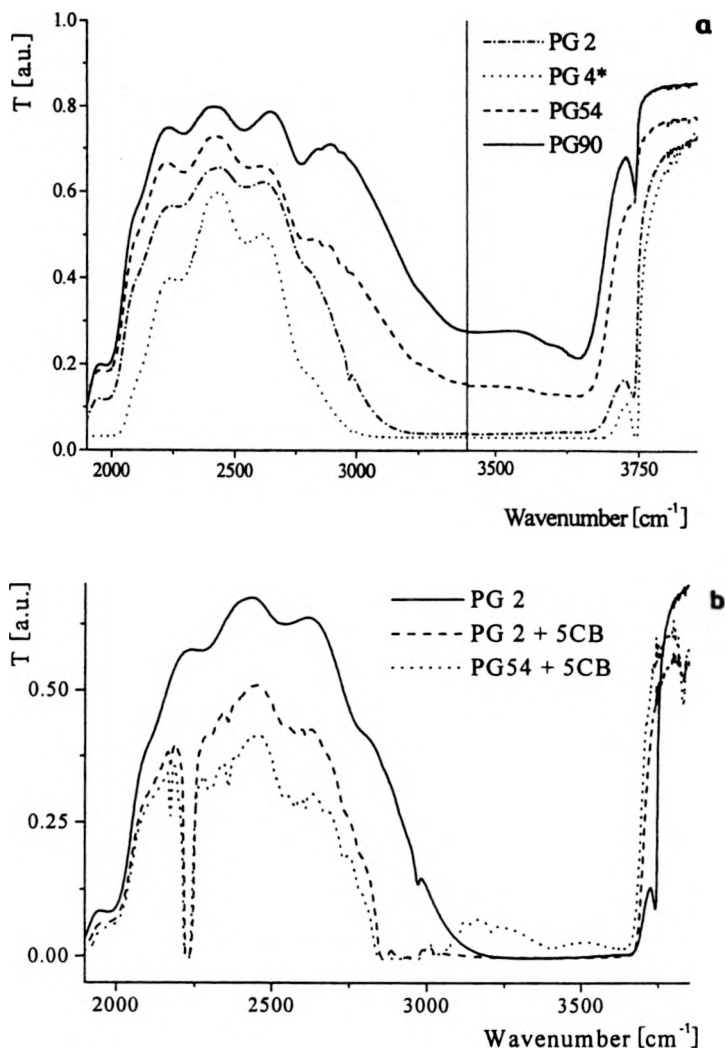 a
T [a.u.]
1.0
0.8
0.6
0.4
0.2
0.0
PG 2
PG 4*
PG54
PG90
2000 2500 3000 3500 3750
Wavenumber [cm⁻¹]
b
T [a.u.]
0.50
0.25
0.00
PG 2
PG 2 + 5CB
PG54 + 5CB
2000 2500 3000 3500
Wavenumber [cm⁻¹]